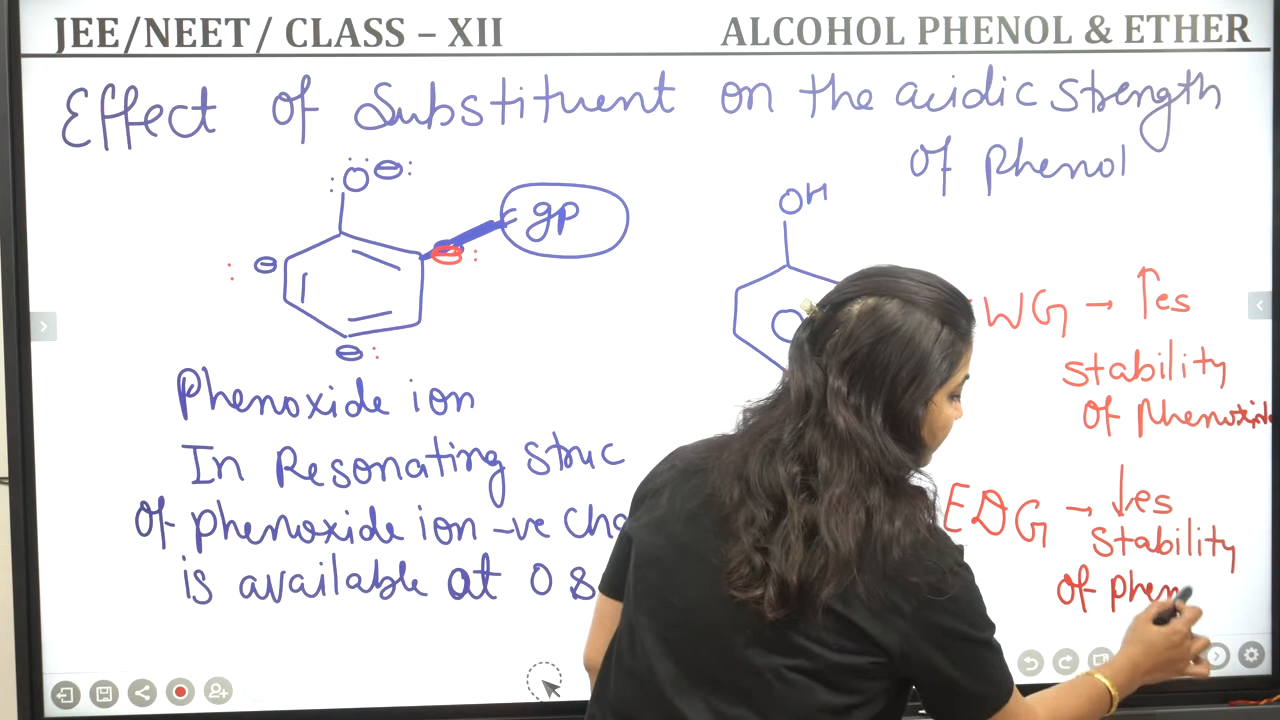 JEE/NEET/ CLASS – XII
ALCOHOL PHENOL & ETHER
Effect of Substituent on the acidic strength
of phenol
O
gp
OH
Phenoxide ion
In Resonating struc
of phenoxide ion -ve Cha
is available at O &
WG → ↑es
stability
of phenoxide
EDG → ↓es
stability
of phen